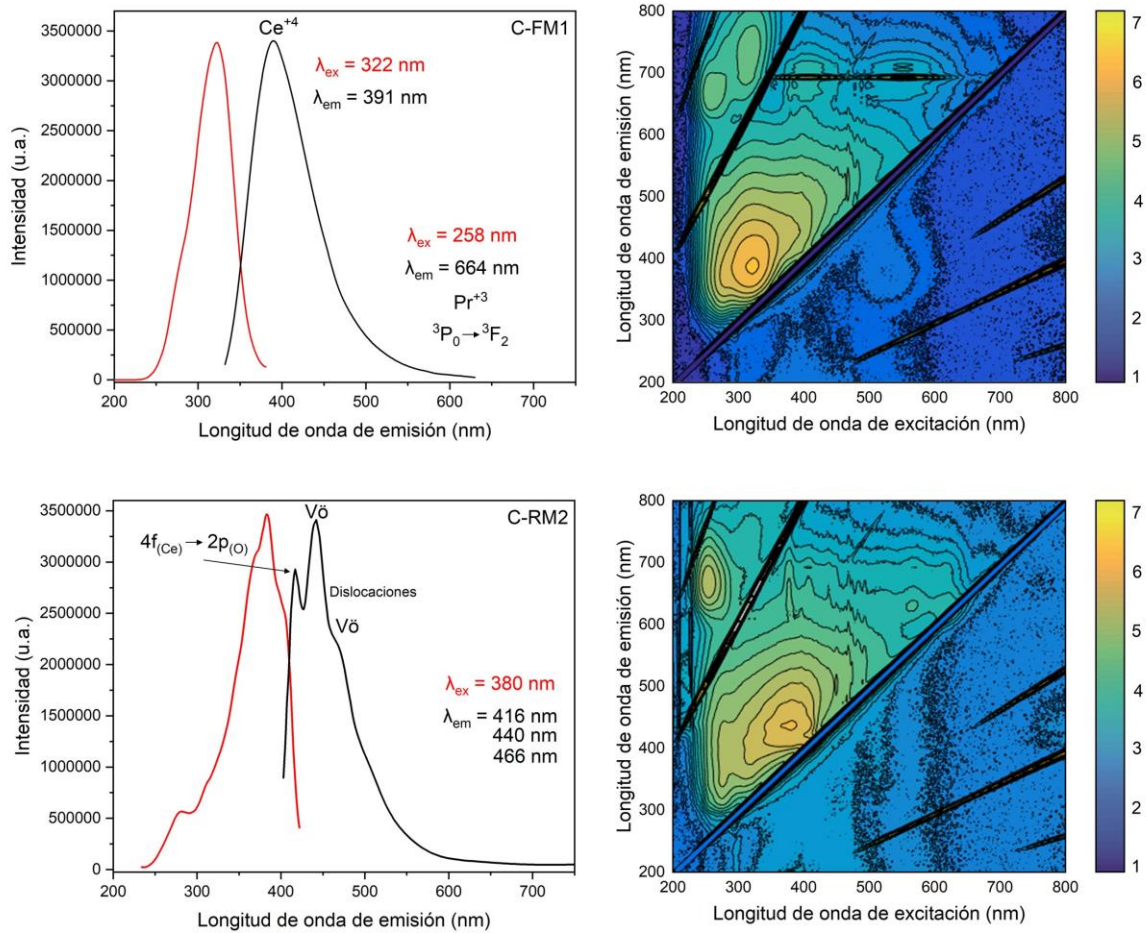 C-FM1
Ce+4
λex = 322 nm
λem = 391 nm
λex = 258 nm
λem = 664 nm
Pr+3
3P0→3F2
Intensidad (u.a.)
3500000
3000000
2500000
2000000
1500000
1000000
500000
0
200 300 400 500 600 700
Longitud de onda de emisión (nm)
Longitud de onda de emisión (nm)
800
700
600
500
400
300
200
200 300 400 500 600 700 800
Longitud de onda de excitación (nm)
7
6
5
4
3
2
1
C-RM2
Vö
4f(Ce)→2p(O)
Dislocaciones
Vö
λex = 380 nm
λem = 416 nm
440 nm
466 nm
Intensidad (u.a.)
3500000
3000000
2500000
2000000
1500000
1000000
500000
0
200 300 400 500 600 700
Longitud de onda de emisión (nm)
Longitud de onda de emisión (nm)
800
700
600
500
400
300
200
200 300 400 500 600 700 800
Longitud de onda de excitación (nm)
7
6
5
4
3
2
1